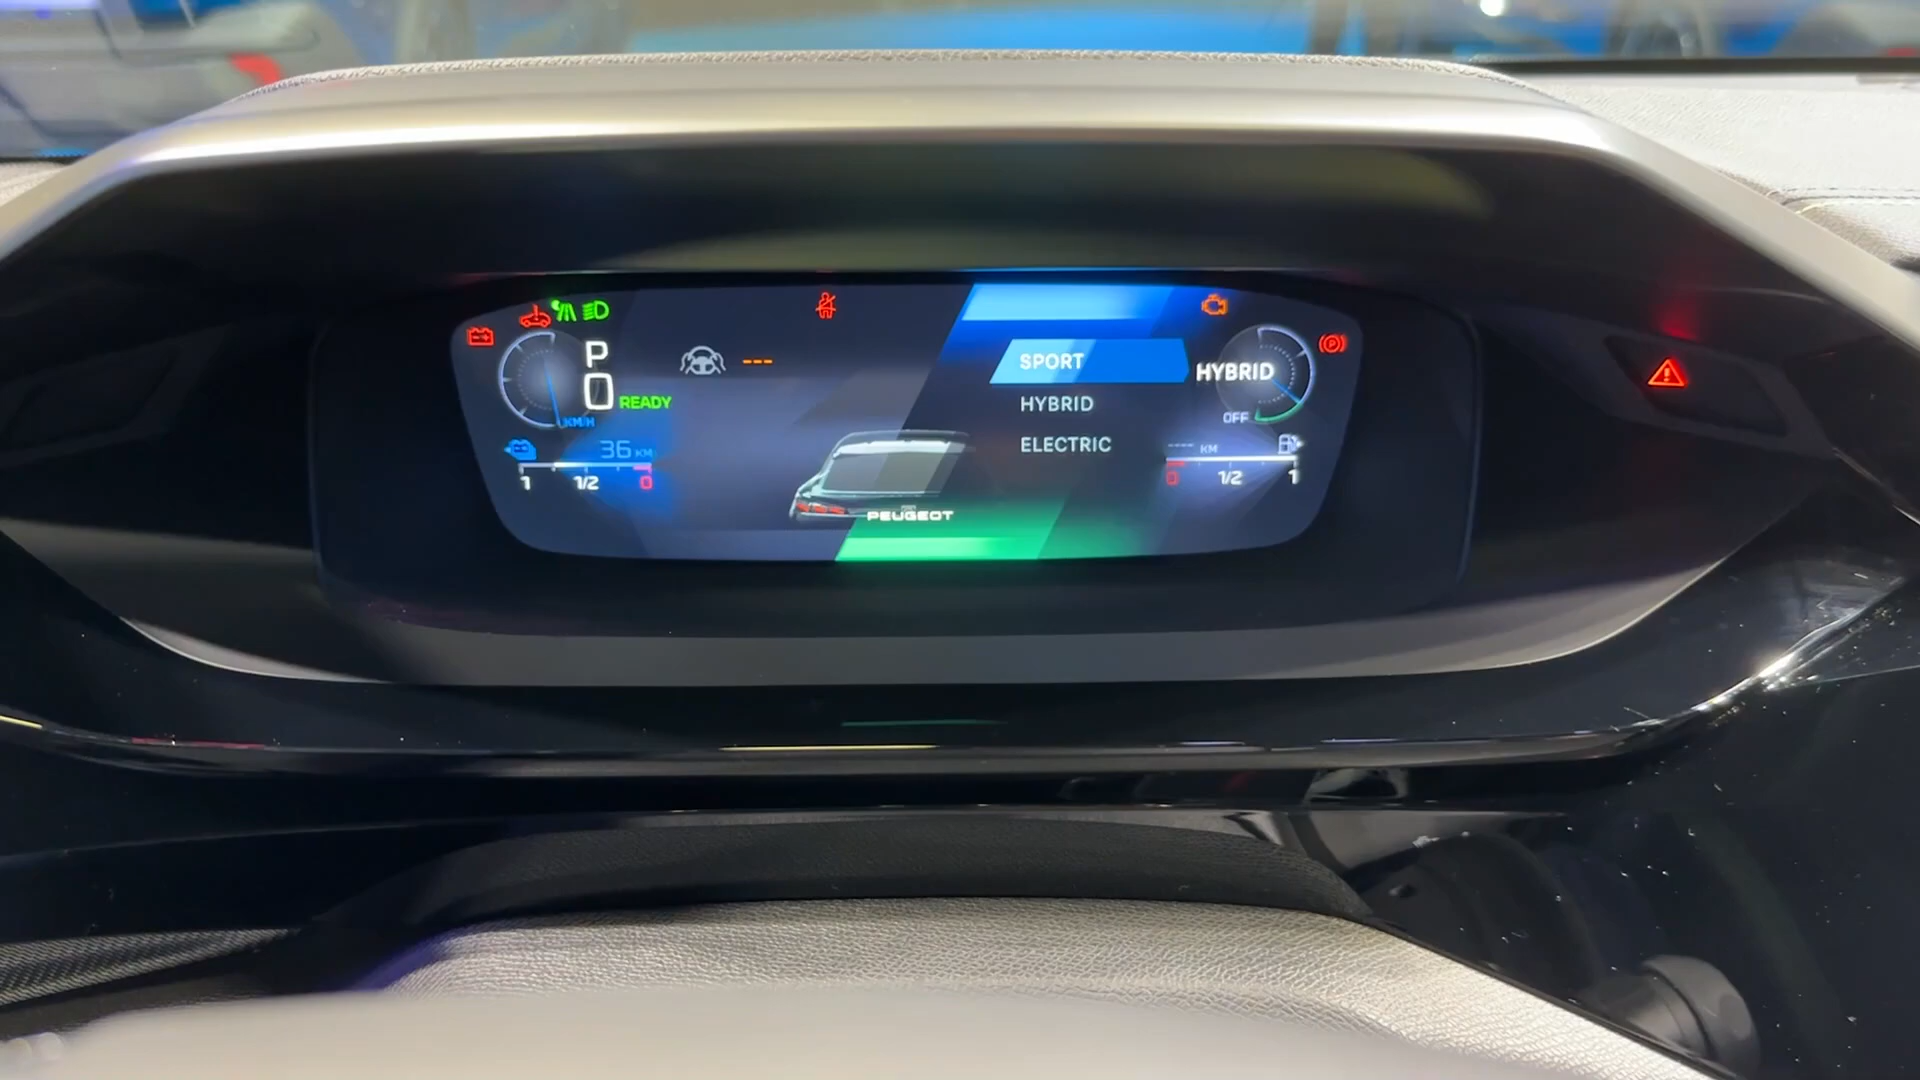 P
0 READY
KM/H
---
36 KM
1 1/2 0
SPORT
HYBRID
ELECTRIC
PEUGEOT
HYBRID
OFF
---- KM
0 1/2 1